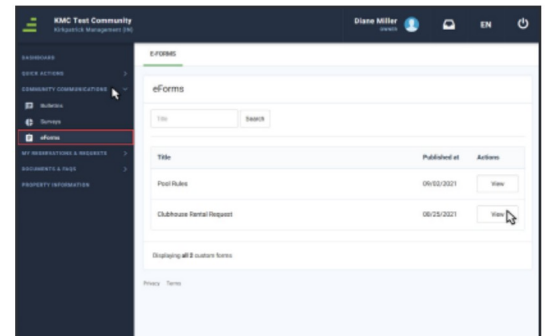 KMC Test Community
Kirkpatrick Management (IN)
Diane Miller
OWNER
EN
DASHBOARD
QUICK ACTIONS
COMMUNITY COMMUNICATIONS
Bulletins
Surveys
eForms
MY RESERVATIONS & REQUESTS
DOCUMENTS & FAQS
PROPERTY INFORMATION
E-FORMS
eForms
Title
Search
Title Published at Actions
Pool Rules 09/02/2021 View
Clubhouse Rental Request 08/25/2021 View
Displaying all 2 custom forms
Privacy Terms